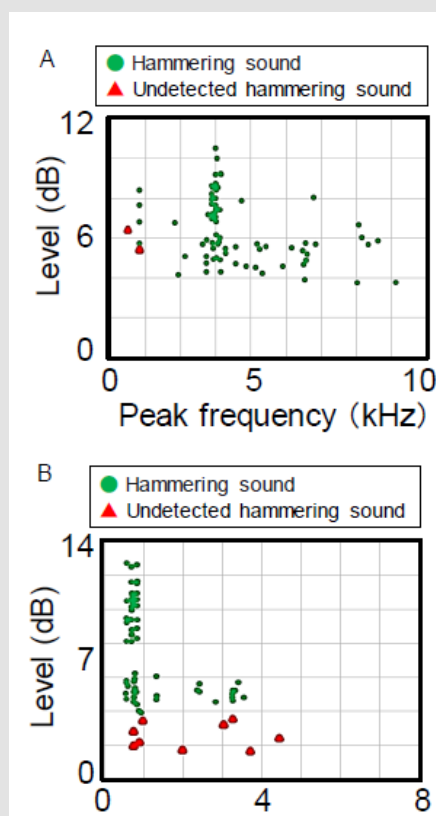 A
Hammering sound
Undetected hammering sound
12
6
0
Level (dB)
0 5 10
Peak frequency (kHz)
B
Hammering sound
Undetected hammering sound
14
7
0
Level (dB)
0 4 8